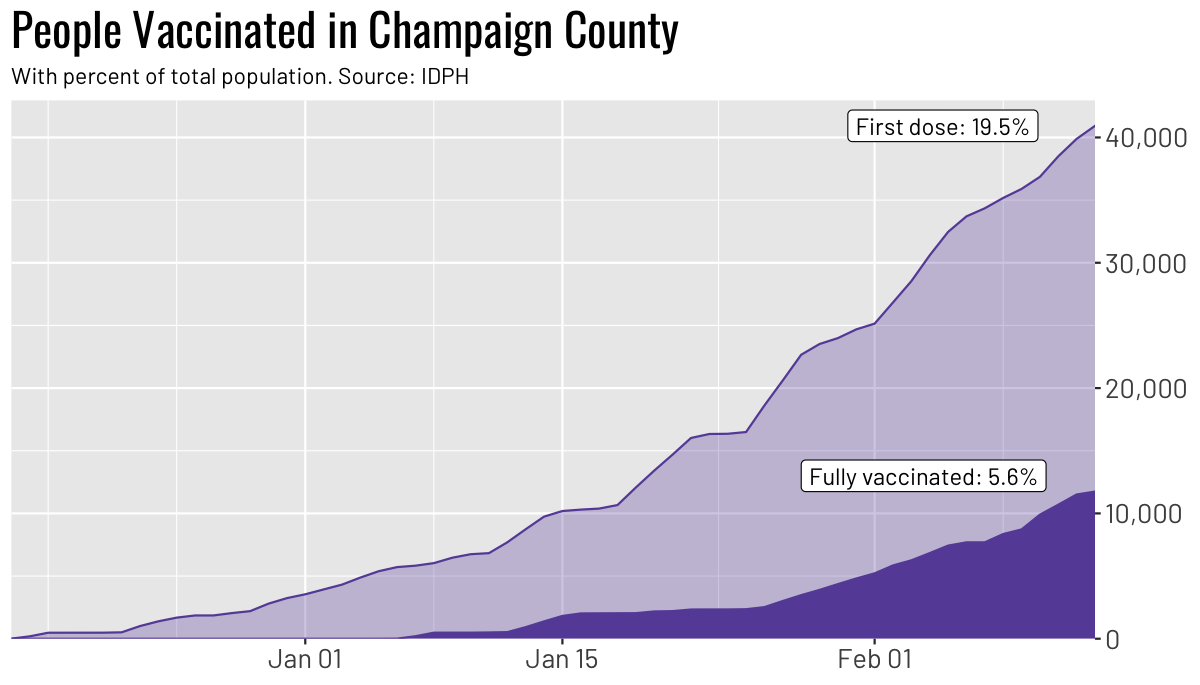 People Vaccinated in Champaign County
With percent of total population. Source: IDPH
First dose: 19.5%
40,000
30,000
20,000
Fully vaccinated: 5.6%
10,000
0
Jan 01
Jan 15
Feb 01